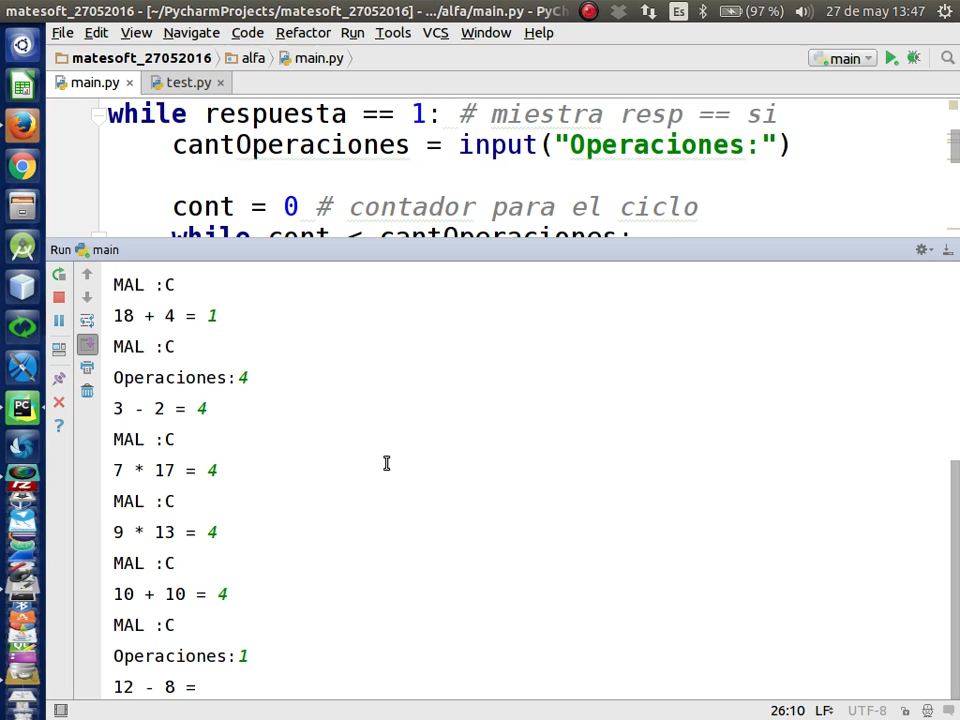 matesoft_27052016 - [~/PycharmProjects/matesoft_27052016] - .../alfa/main.py - PyCh
Es (97 %) 27 de may 13:47
File Edit View Navigate Code Refactor Run Tools VCS Window Help
matesoft_27052016 alfa main.py main
main.py × test.py ×
while respuesta == 1: # miestra resp == si
cantOperaciones = input("Operaciones:")
cont = 0 # contador para el ciclo
while cont < cantOperaciones:
Run main
MAL :C
18 + 4 = 1
MAL :C
Operaciones:4
3 - 2 = 4
MAL :C
7 * 17 = 4
MAL :C
9 * 13 = 4
MAL :C
10 + 10 = 4
MAL :C
Operaciones:1
12 - 8 =
PC
26:10 LF÷ UTF-8